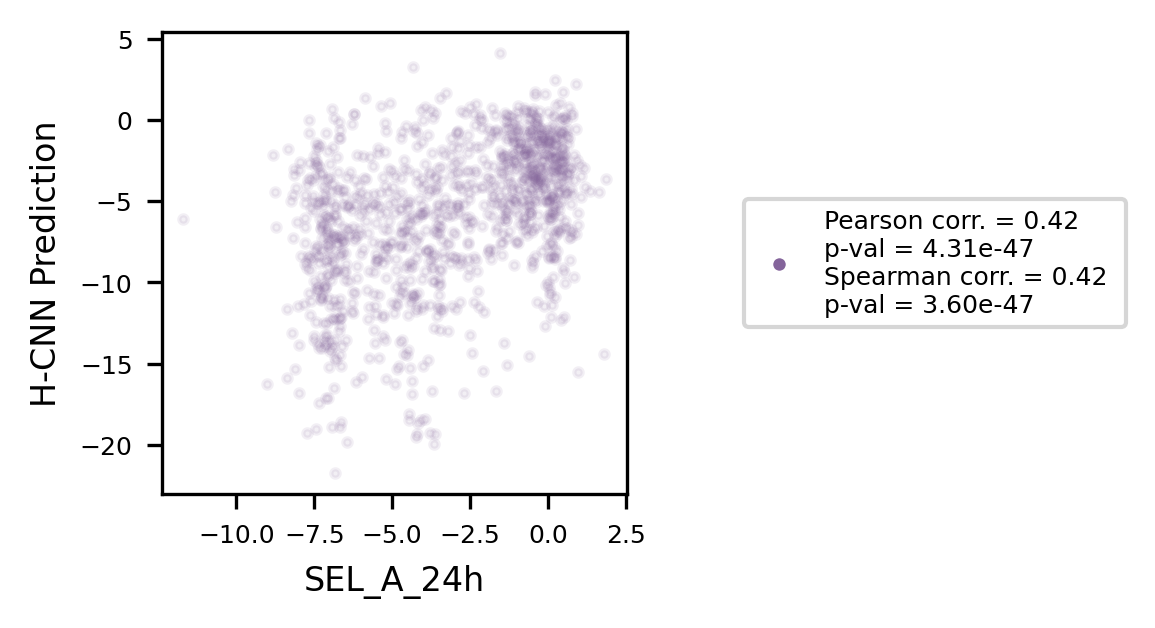 5
0
−5
−10
−15
−20
H-CNN Prediction
−10.0 −7.5 −5.0 −2.5 0.0 2.5
SEL_A_24h
Pearson corr. = 0.42
p-val = 4.31e-47
Spearman corr. = 0.42
p-val = 3.60e-47